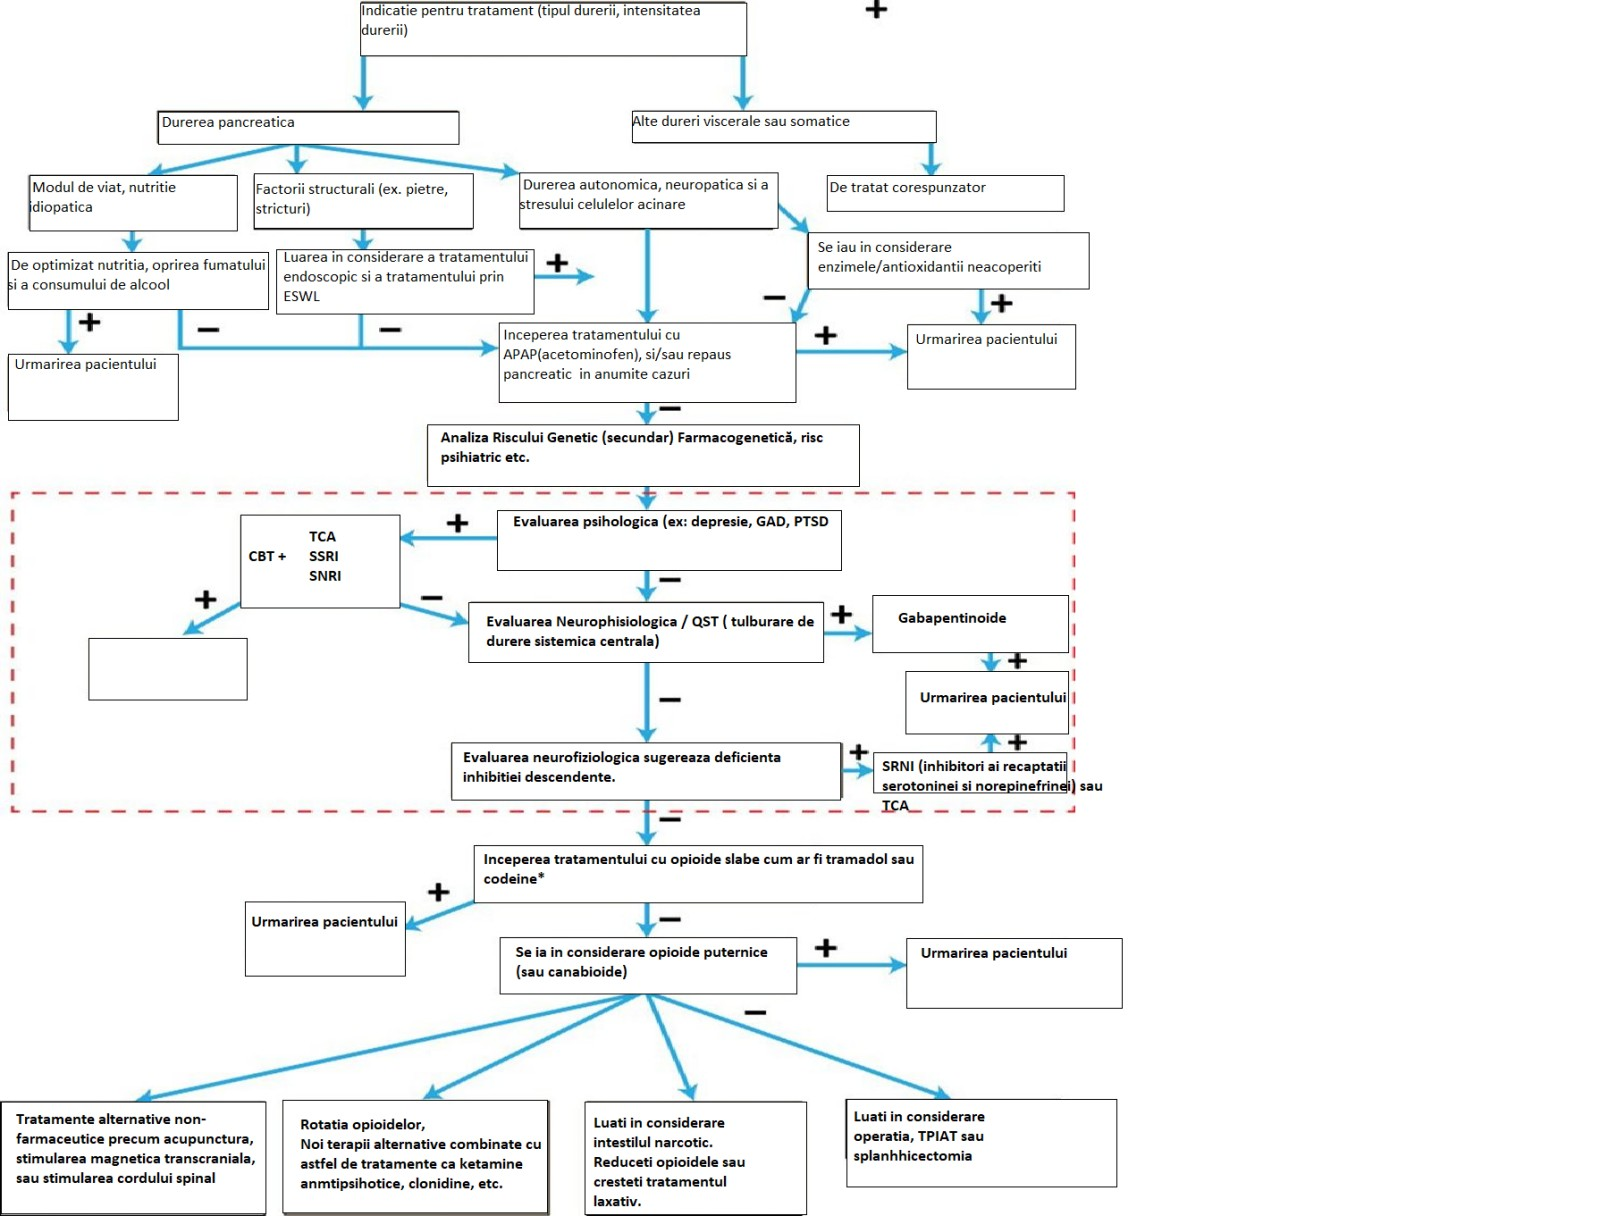 Indicatie pentru tratament (tipul durerii, intensitatea
durerii)
+
Durerea pancreatica
Alte dureri viscerale sau somatice
Modul de viat, nutritie
idiopatica
Factorii structurali (ex. pietre,
stricturi)
Durerea autonomica, neuropatica si a
stresului celulelor acinare
De tratat corespunzator
De optimizat nutritia, oprirea fumatului
si a consumului de alcool
Luarea in considerare a tratamentului
endoscopic si a tratamentului prin
ESWL
+
Se iau in considerare
enzimele/antioxidantii neacoperiti
−
+
+
−
−
Urmarirea pacientului
Inceperea tratamentului cu
APAP(acetominofen), si/sau repaus
pancreatic in anumite cazuri
+
Urmarirea pacientului
−
Analiza Riscului Genetic (secundar) Farmacogenetică, risc
psihiatric etc.
Evaluarea psihologica (ex: depresie, GAD, PTSD
+
TCA
CBT + SSRI
SNRI
−
+
−
Evaluarea Neurophisiologica / QST ( tulburare de
durere sistemica centrala)
+
Gabapentinoide
+
−
Urmarirea pacientului
+
Evaluarea neurofiziologica sugereaza deficienta
inhibitiei descendente.
+
SRNI (inhibitori ai recaptatii
serotoninei si norepinefrinei) sau
TCA
−
Inceperea tratamentului cu opioide slabe cum ar fi tramadol sau
codeine*
+
Urmarirea pacientului
−
Se ia in considerare opioide puternice
(sau canabioide)
+
Urmarirea pacientului
−
Tratamente alternative non-
farmaceutice precum acupunctura,
stimularea magnetica transcraniala,
sau stimularea cordului spinal
Rotatia opioidelor,
Noi terapii alternative combinate cu
astfel de tratamente ca ketamine
anmtipsihotice, clonidine, etc.
Luati in considerare
intestilul narcotic.
Reduceti opioidele sau
cresteti tratamentul
laxativ.
Luati in considerare
operatia, TPIAT sau
splanhhicectomia